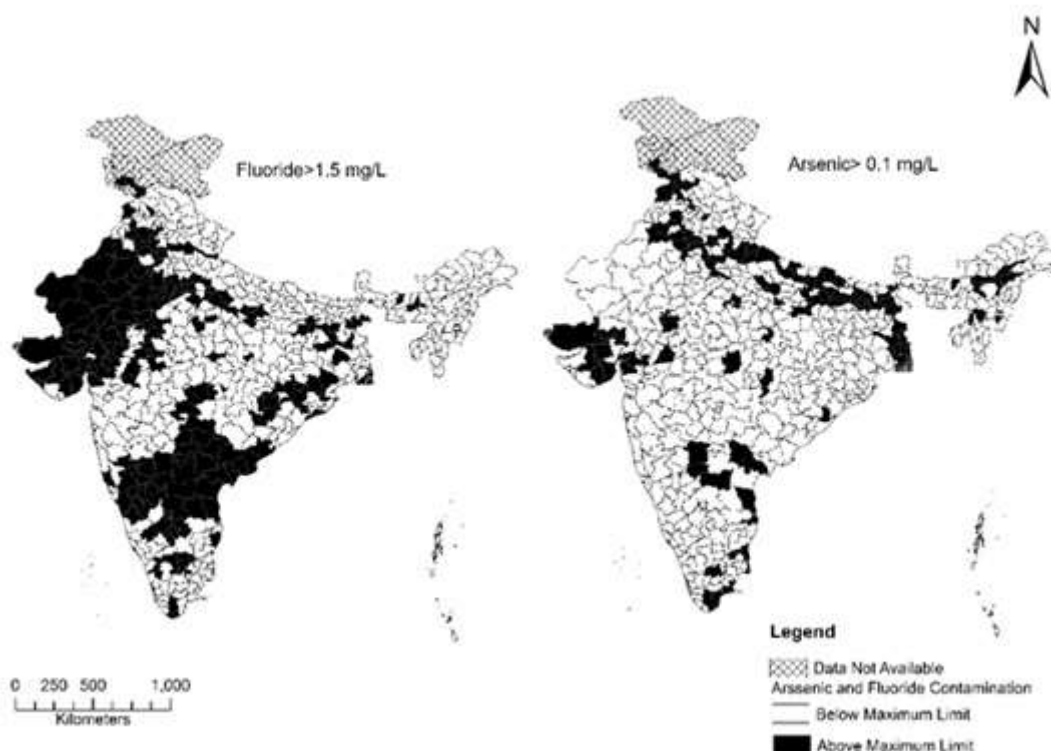 N
Fluoride>1.5 mg/L
Arsenic> 0.1 mg/L
Legend
Data Not Available
Arssenic and Fluoride Contamination
Below Maximum Limit
Above Maximum Limit
0 250 500 1,000
Kilometers